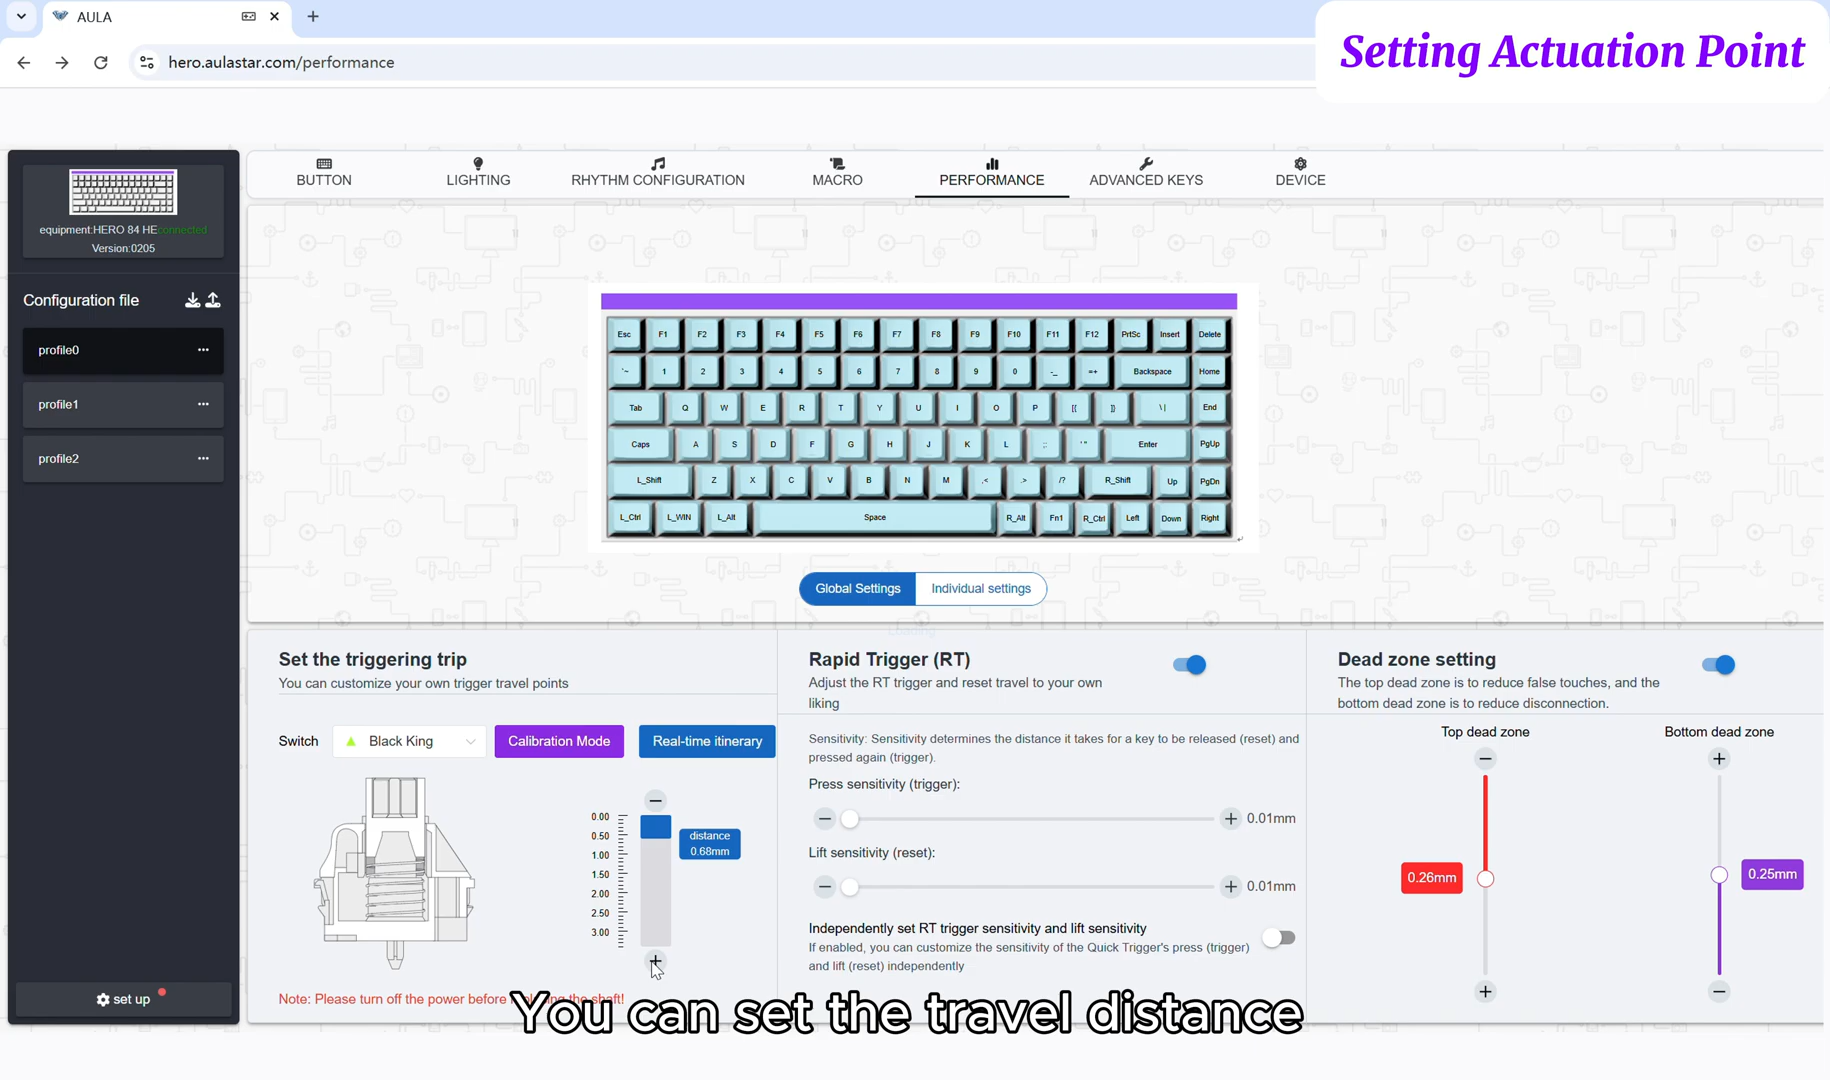 AULA
hero.aulastar.com/performance
Setting Actuation Point
equipment:HERO 84 HEconnected
Version:0205
BUTTON
LIGHTING
RHYTHM CONFIGURATION
MACRO
PERFORMANCE
ADVANCED KEYS
DEVICE
Configuration file
profile0
profile1
profile2
set up
Esc F1 F2 F3 F4 F5 F6 F7 F8 F9 F10 F11 F12 PrtSc Insert Delete
`~ 1 2 3 4 5 6 7 8 9 0 -_ =+ Backspace Home
Tab Q W E R T Y U I O P [{ ]} \| End
Caps A S D F G H J K L ;: '" Enter PgUp
L_Shift Z X C V B N M ,< .> /? R_Shift Up PgDn
L_Ctrl L_WIN L_Alt Space R_Alt Fn1 R_Ctrl Left Down Right
Global Settings
Individual settings
Loading
Set the triggering trip
You can customize your own trigger travel points
Switch
Black King
Calibration Mode
Real-time itinerary
0.00
0.50
1.00
1.50
2.00
2.50
3.00
distance
0.68mm
Note: Please turn off the power before the shaft!
Rapid Trigger (RT)
Adjust the RT trigger and reset travel to your own
liking
Sensitivity: Sensitivity determines the distance it takes for a key to be released (reset) and
pressed again (trigger).
Press sensitivity (trigger):
0.01mm
Lift sensitivity (reset):
0.01mm
Independently set RT trigger sensitivity and lift sensitivity
If enabled, you can customize the sensitivity of the Quick Trigger's press (trigger)
and lift (reset) independently
Dead zone setting
The top dead zone is to reduce false touches, and the
bottom dead zone is to reduce disconnection.
Top dead zone
0.26mm
Bottom dead zone
0.25mm
You can set the travel distance